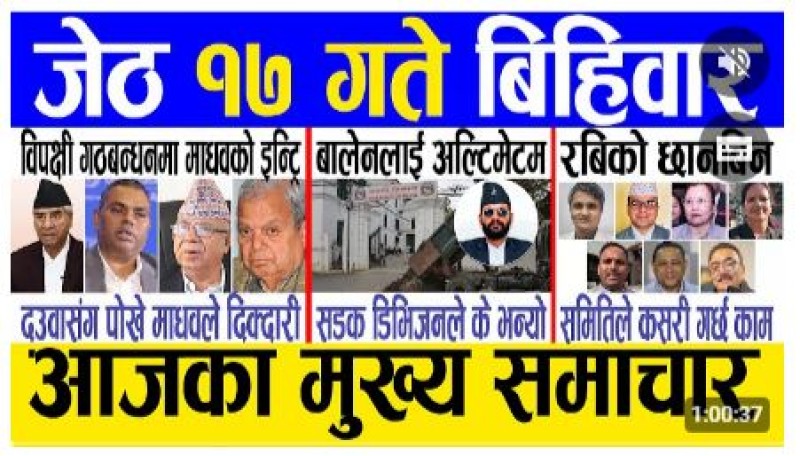 जेठ १७ गते बिहिवार
विपक्षी गठबन्धनमा माधवको इन्ट्रि
बालेनलाई अल्टिमेटम
रबिको छानबिन
दउवासंग पोखे माधवले दिक्दारी
सडक डिभिजनले के भन्यो
समितिले कसरी गर्छ काम
आजका मुख्य समाचार
1:00:37